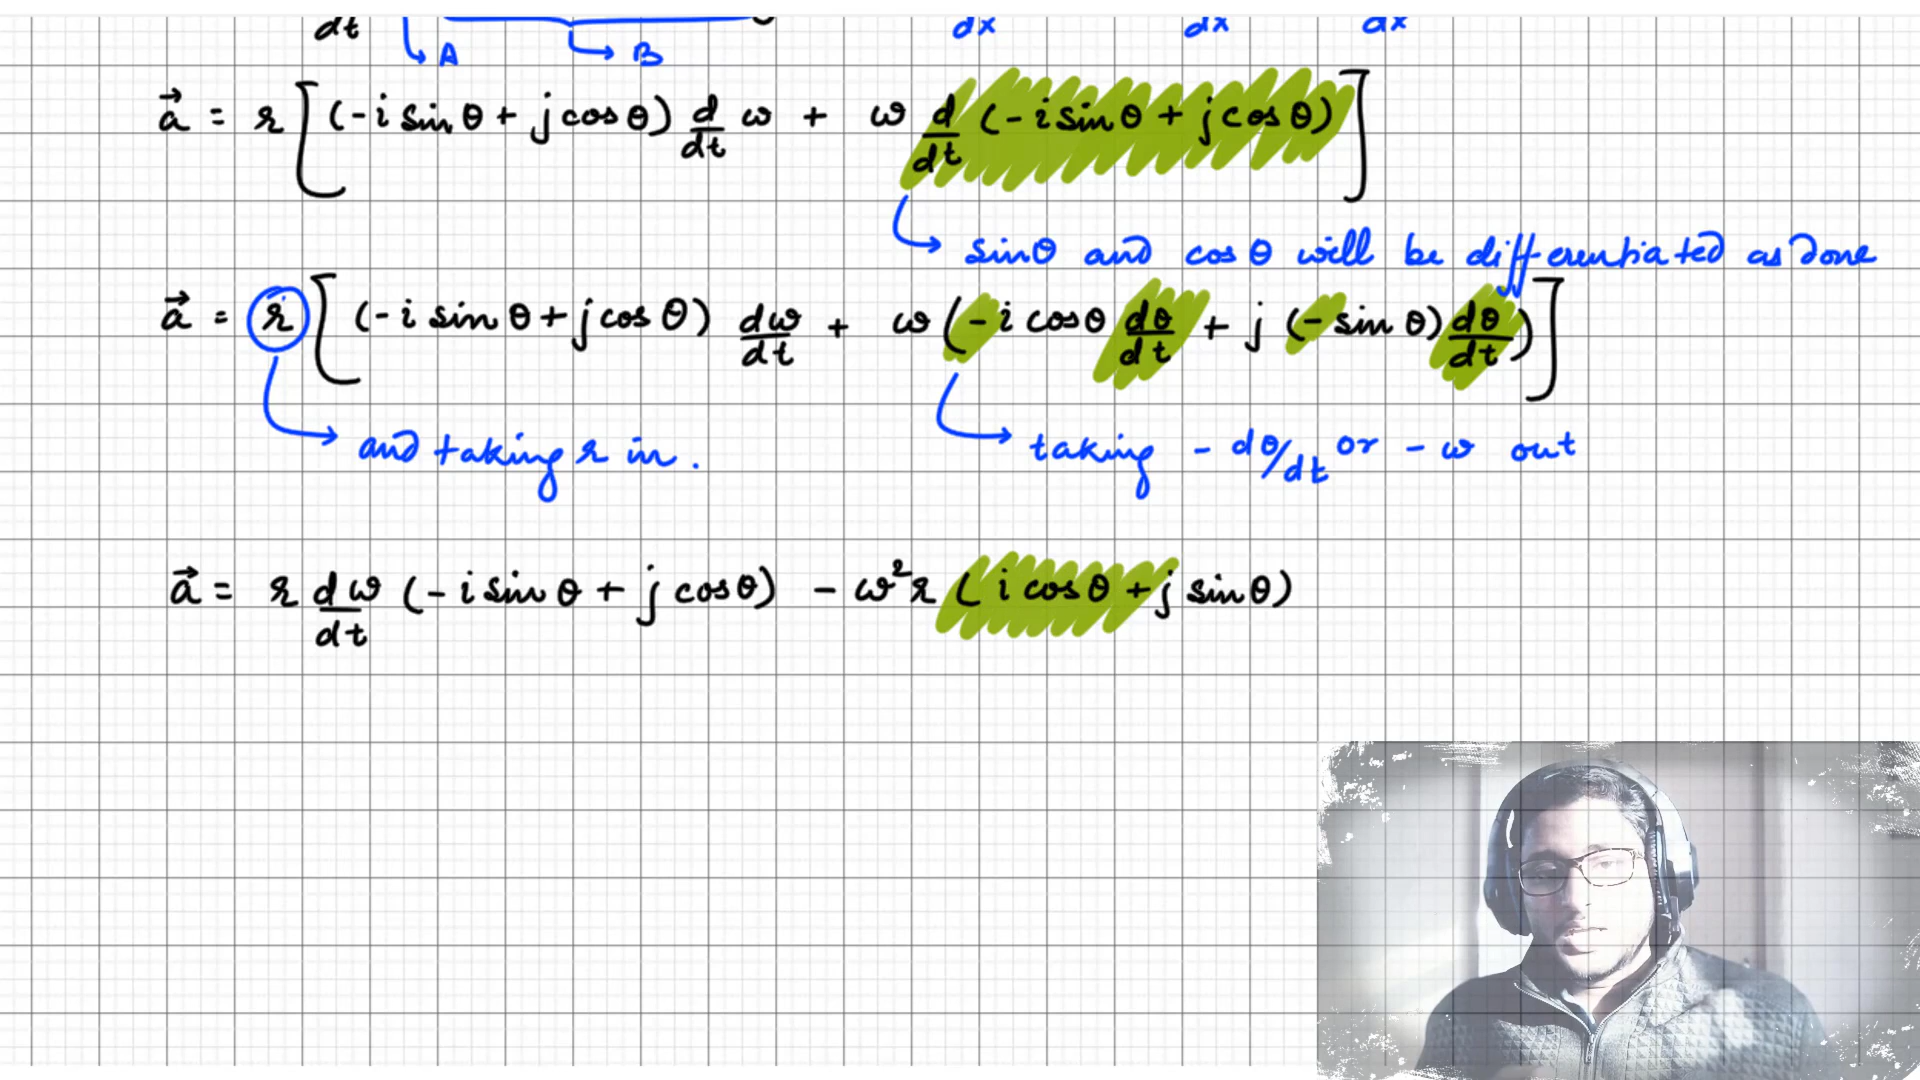 dt A B dx dx dx
a⃗ = r [ (-i sinθ + j cosθ) d/dt ω + ω d/dt (-i sinθ + j cosθ) ]
sinθ and cosθ will be differentiated as done
a⃗ = r [ (-i sinθ + j cosθ) dω/dt + ω (-i cosθ dθ/dt + j (-sinθ) dθ/dt) ]
and taking r in. taking -dθ/dt or -ω out
a⃗ = r dω/dt (-i sinθ + j cosθ) - ω²r (i cosθ + j sinθ)